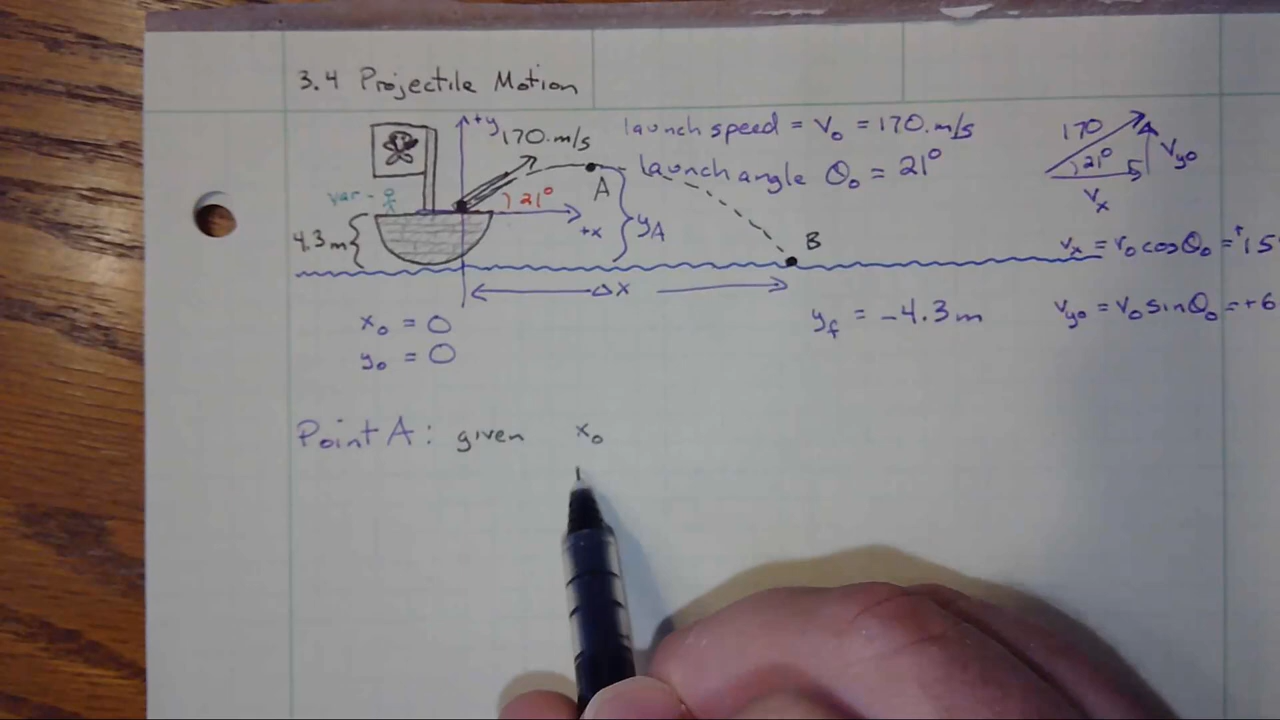 3.4 Projectile Motion
+y
170. m/s
launch speed = v₀ = 170. m/s
launch angle θ₀ = 21°
170
21°
v_y₀
v_x
A
21°
+x
y_A
4.3 m
B
Δx
v_x = v₀ cos θ₀ = +15
x₀ = 0
y₀ = 0
y_f = -4.3 m
v_y₀ = v₀ sin θ₀ = +6
Point A: given x₀